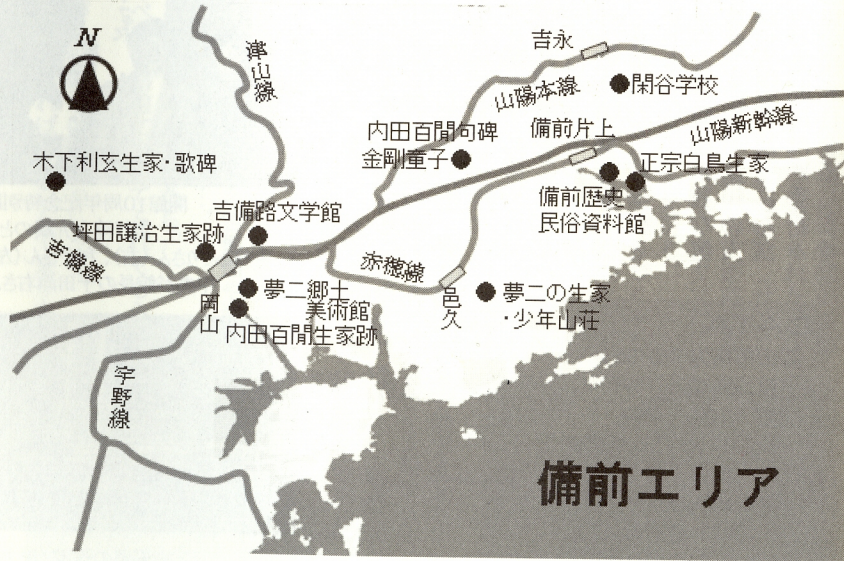 N
津山線
吉永
山陽本線
閑谷学校
山陽新幹線
内田百閒句碑
金剛童子
備前片上
正宗白鳥生家
備前歴史
民俗資料館
木下利玄生家・歌碑
吉備路文学館
坪田譲治生家跡
吉備線
岡山
夢二郷土
美術館
内田百閒生家跡
赤穂線
邑久
夢二の生家
・少年山荘
宇野線
備前エリア